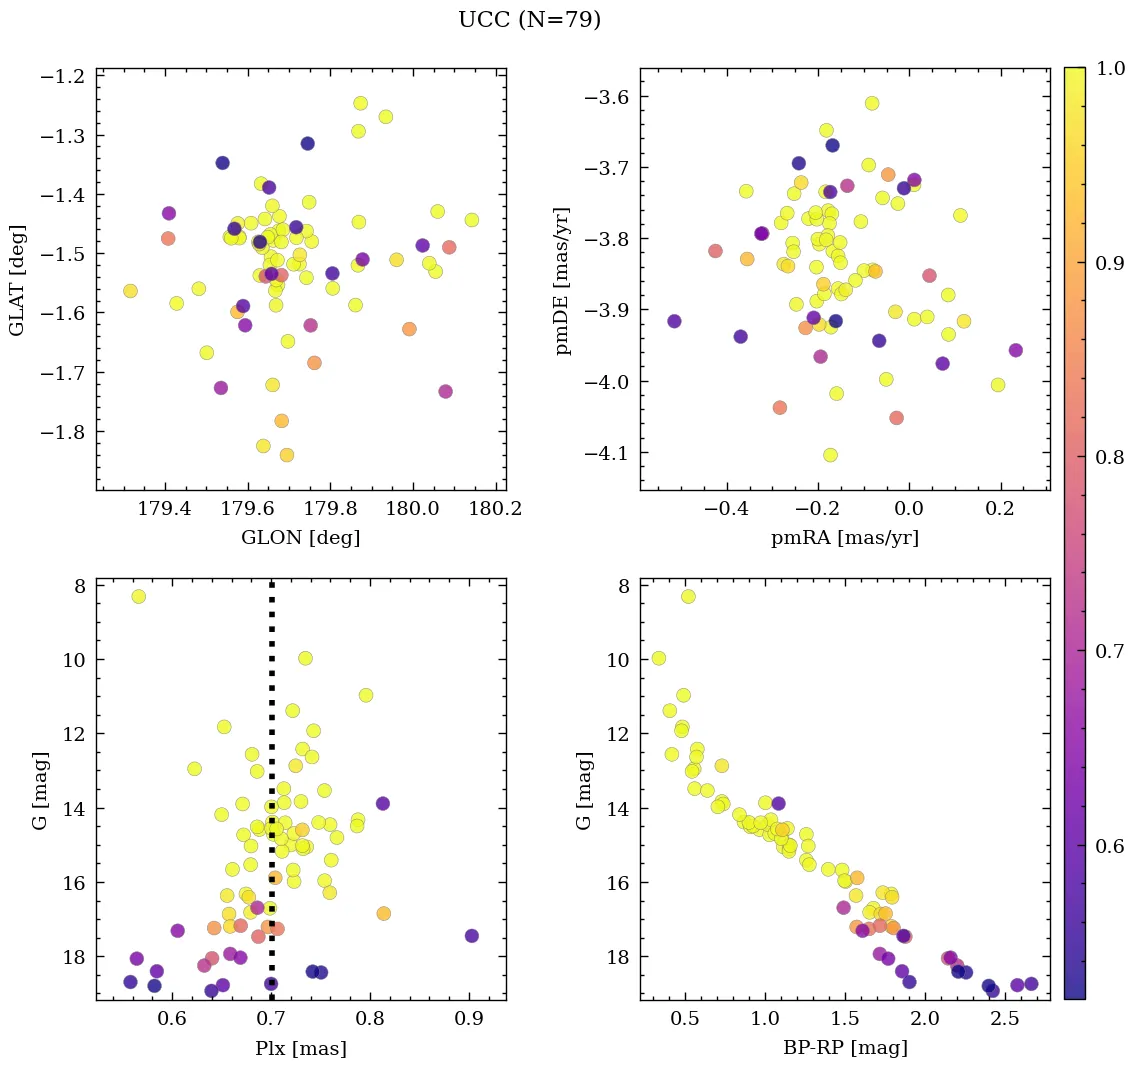 UCC (N=79)
−1.2
−1.3
−1.4
−1.5
−1.6
−1.7
−1.8
GLAT [deg]
179.4 179.6 179.8 180.0 180.2
GLON [deg]
−3.6
−3.7
−3.8
−3.9
−4.0
−4.1
pmDE [mas/yr]
−0.4 −0.2 0.0 0.2
pmRA [mas/yr]
8
10
12
14
16
18
G [mag]
0.6 0.7 0.8 0.9
Plx [mas]
8
10
12
14
16
18
G [mag]
0.5 1.0 1.5 2.0 2.5
BP-RP [mag]
1.0
0.9
0.8
0.7
0.6